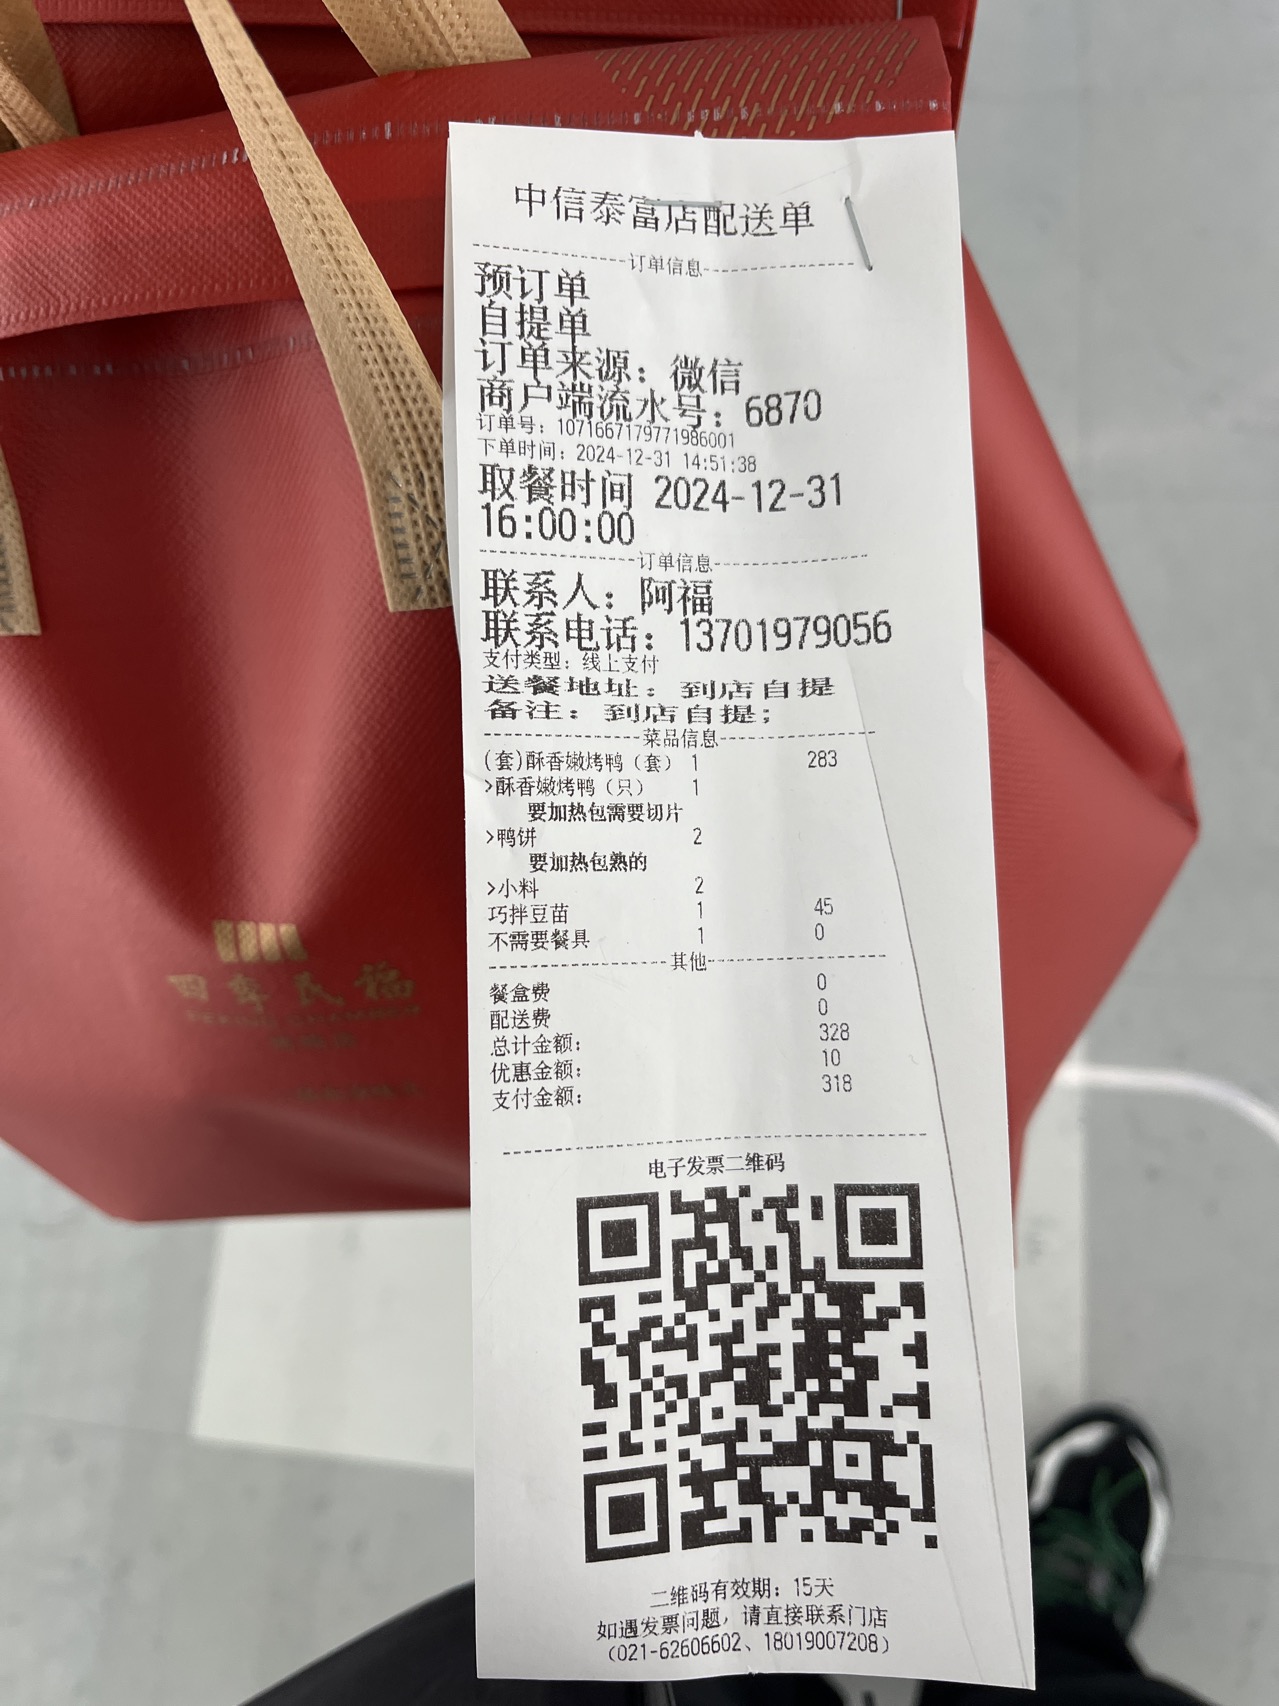 中信泰富店配送单
订单信息
预订单
自提单
订单来源：微信
商户端流水号：6870
订单号：1071667179771986001
下单时间：2024-12-31 14:51:38
取餐时间 2024-12-31
16:00:00
订单信息
联系人：阿福
联系电话：13701979056
支付类型：线上支付
送餐地址：到店自提
备注：到店自提；
菜品信息
(套)酥香嫩烤鸭（套） 1 283
>酥香嫩烤鸭（只） 1
要加热包需要切片
>鸭饼 2
要加热包熟的
>小料 2
巧拌豆苗 1 45
不需要餐具 1 0
其他
餐盒费 0
配送费 0
总计金额： 328
优惠金额： 10
支付金额： 318
电子发票二维码
二维码有效期：15天
如遇发票问题，请直接联系门店
（021-62606602、18019007208）
四季民福